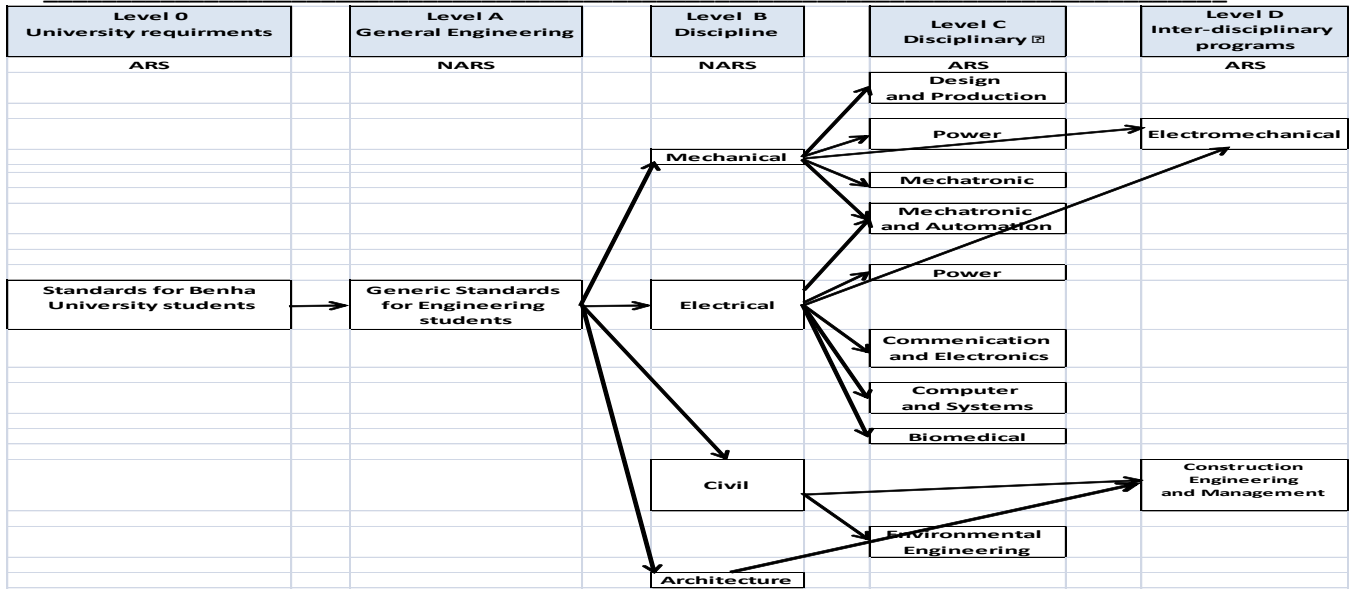 Level 0
University requirments
Level A
General Engineering
Level B
Discipline
Level C
Disciplinary
Level D
Inter-disciplinary
programs
ARS
NARS
NARS
ARS
ARS
Design
and Production
Power
Electromechanical
Mechanical
Mechatronic
Mechatronic
and Automation
Power
Standards for Benha
University students
Generic Standards
for Engineering
students
Electrical
Commenication
and Electronics
Computer
and Systems
Biomedical
Civil
Construction
Engineering
and Management
Environmental
Engineering
Architecture